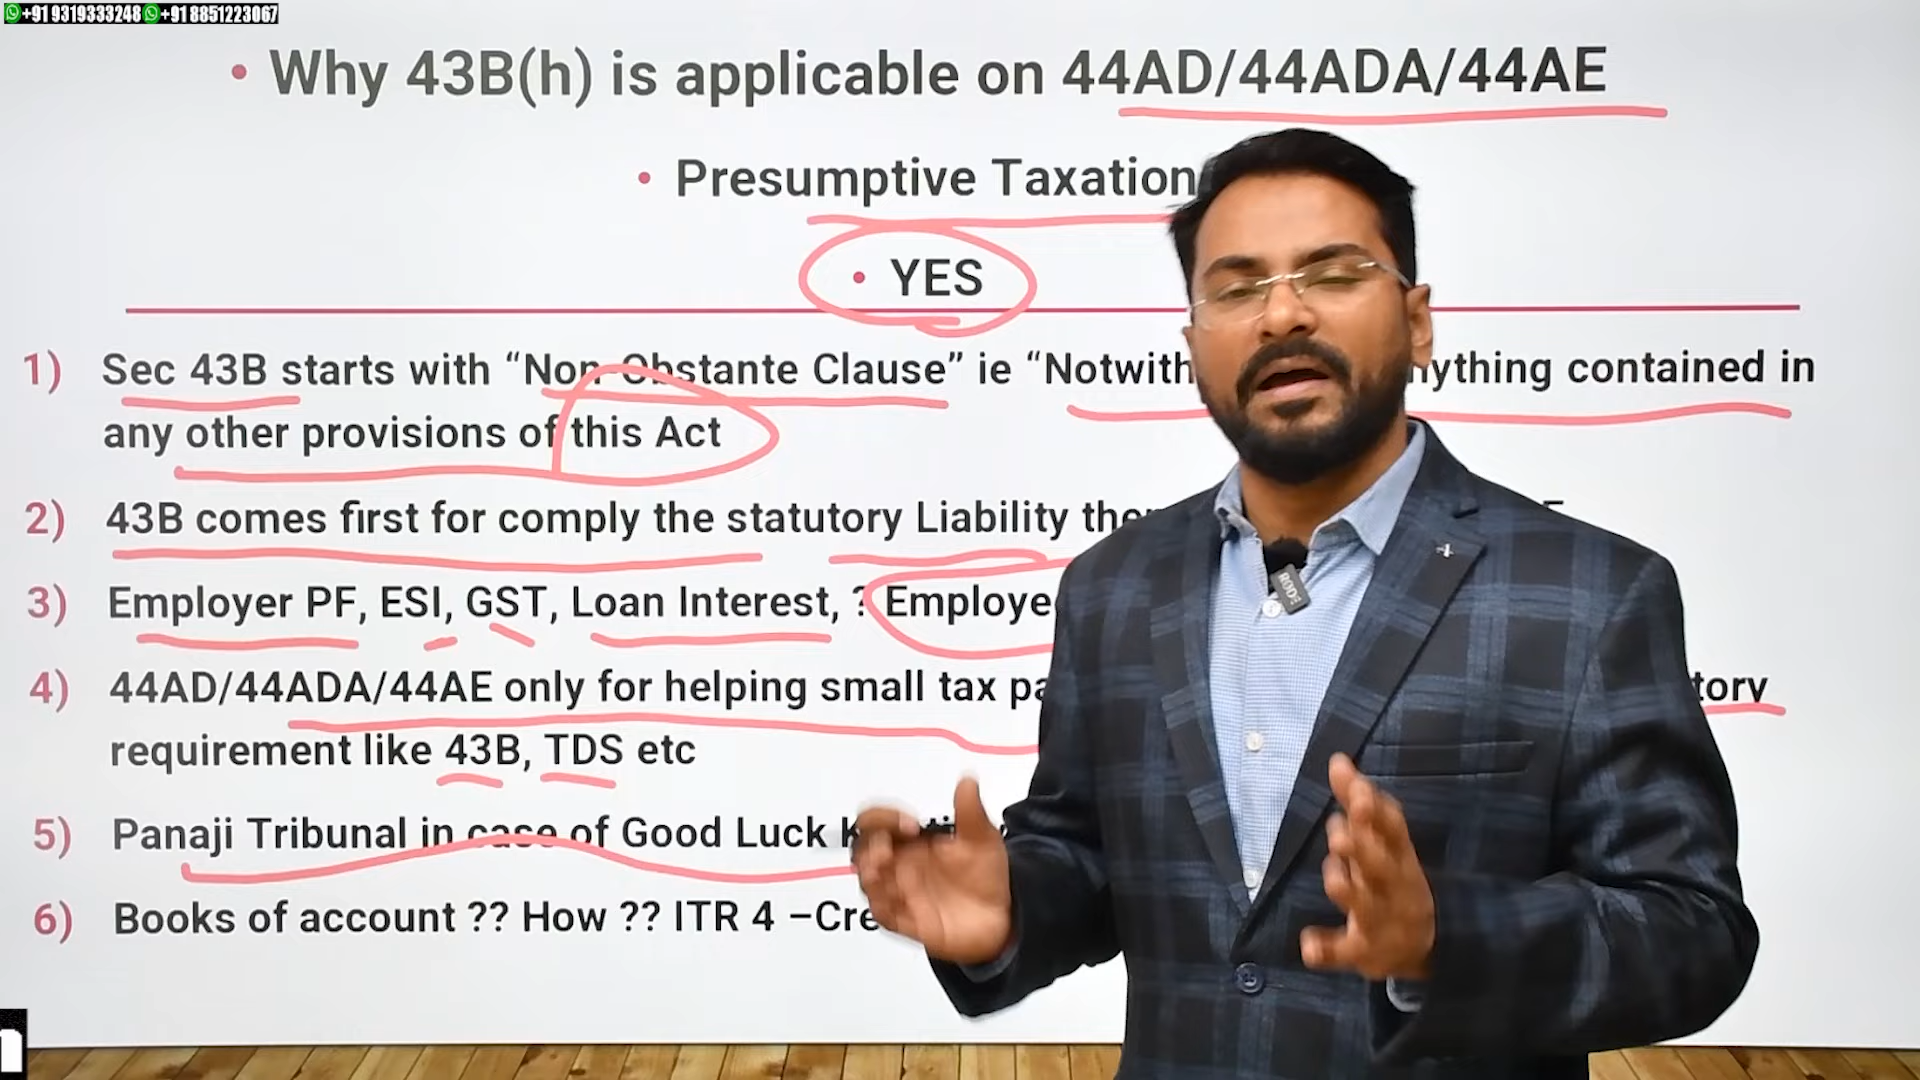 +91 9319333248 +91 8851223067
• Why 43B(h) is applicable on 44AD/44ADA/44AE
• Presumptive Taxation
• YES
1) Sec 43B starts with “Non-Obstante Clause” ie “Notwith nything contained in
any other provisions of this Act
2) 43B comes first for comply the statutory Liability
3) Employer PF, ESI, GST, Loan Interest, ? Employe
4) 44AD/44ADA/44AE only for helping small tax pa tory
requirement like 43B, TDS etc
5) Panaji Tribunal in case of Good Luck
6) Books of account ?? How ?? ITR 4 –Cre
RODE